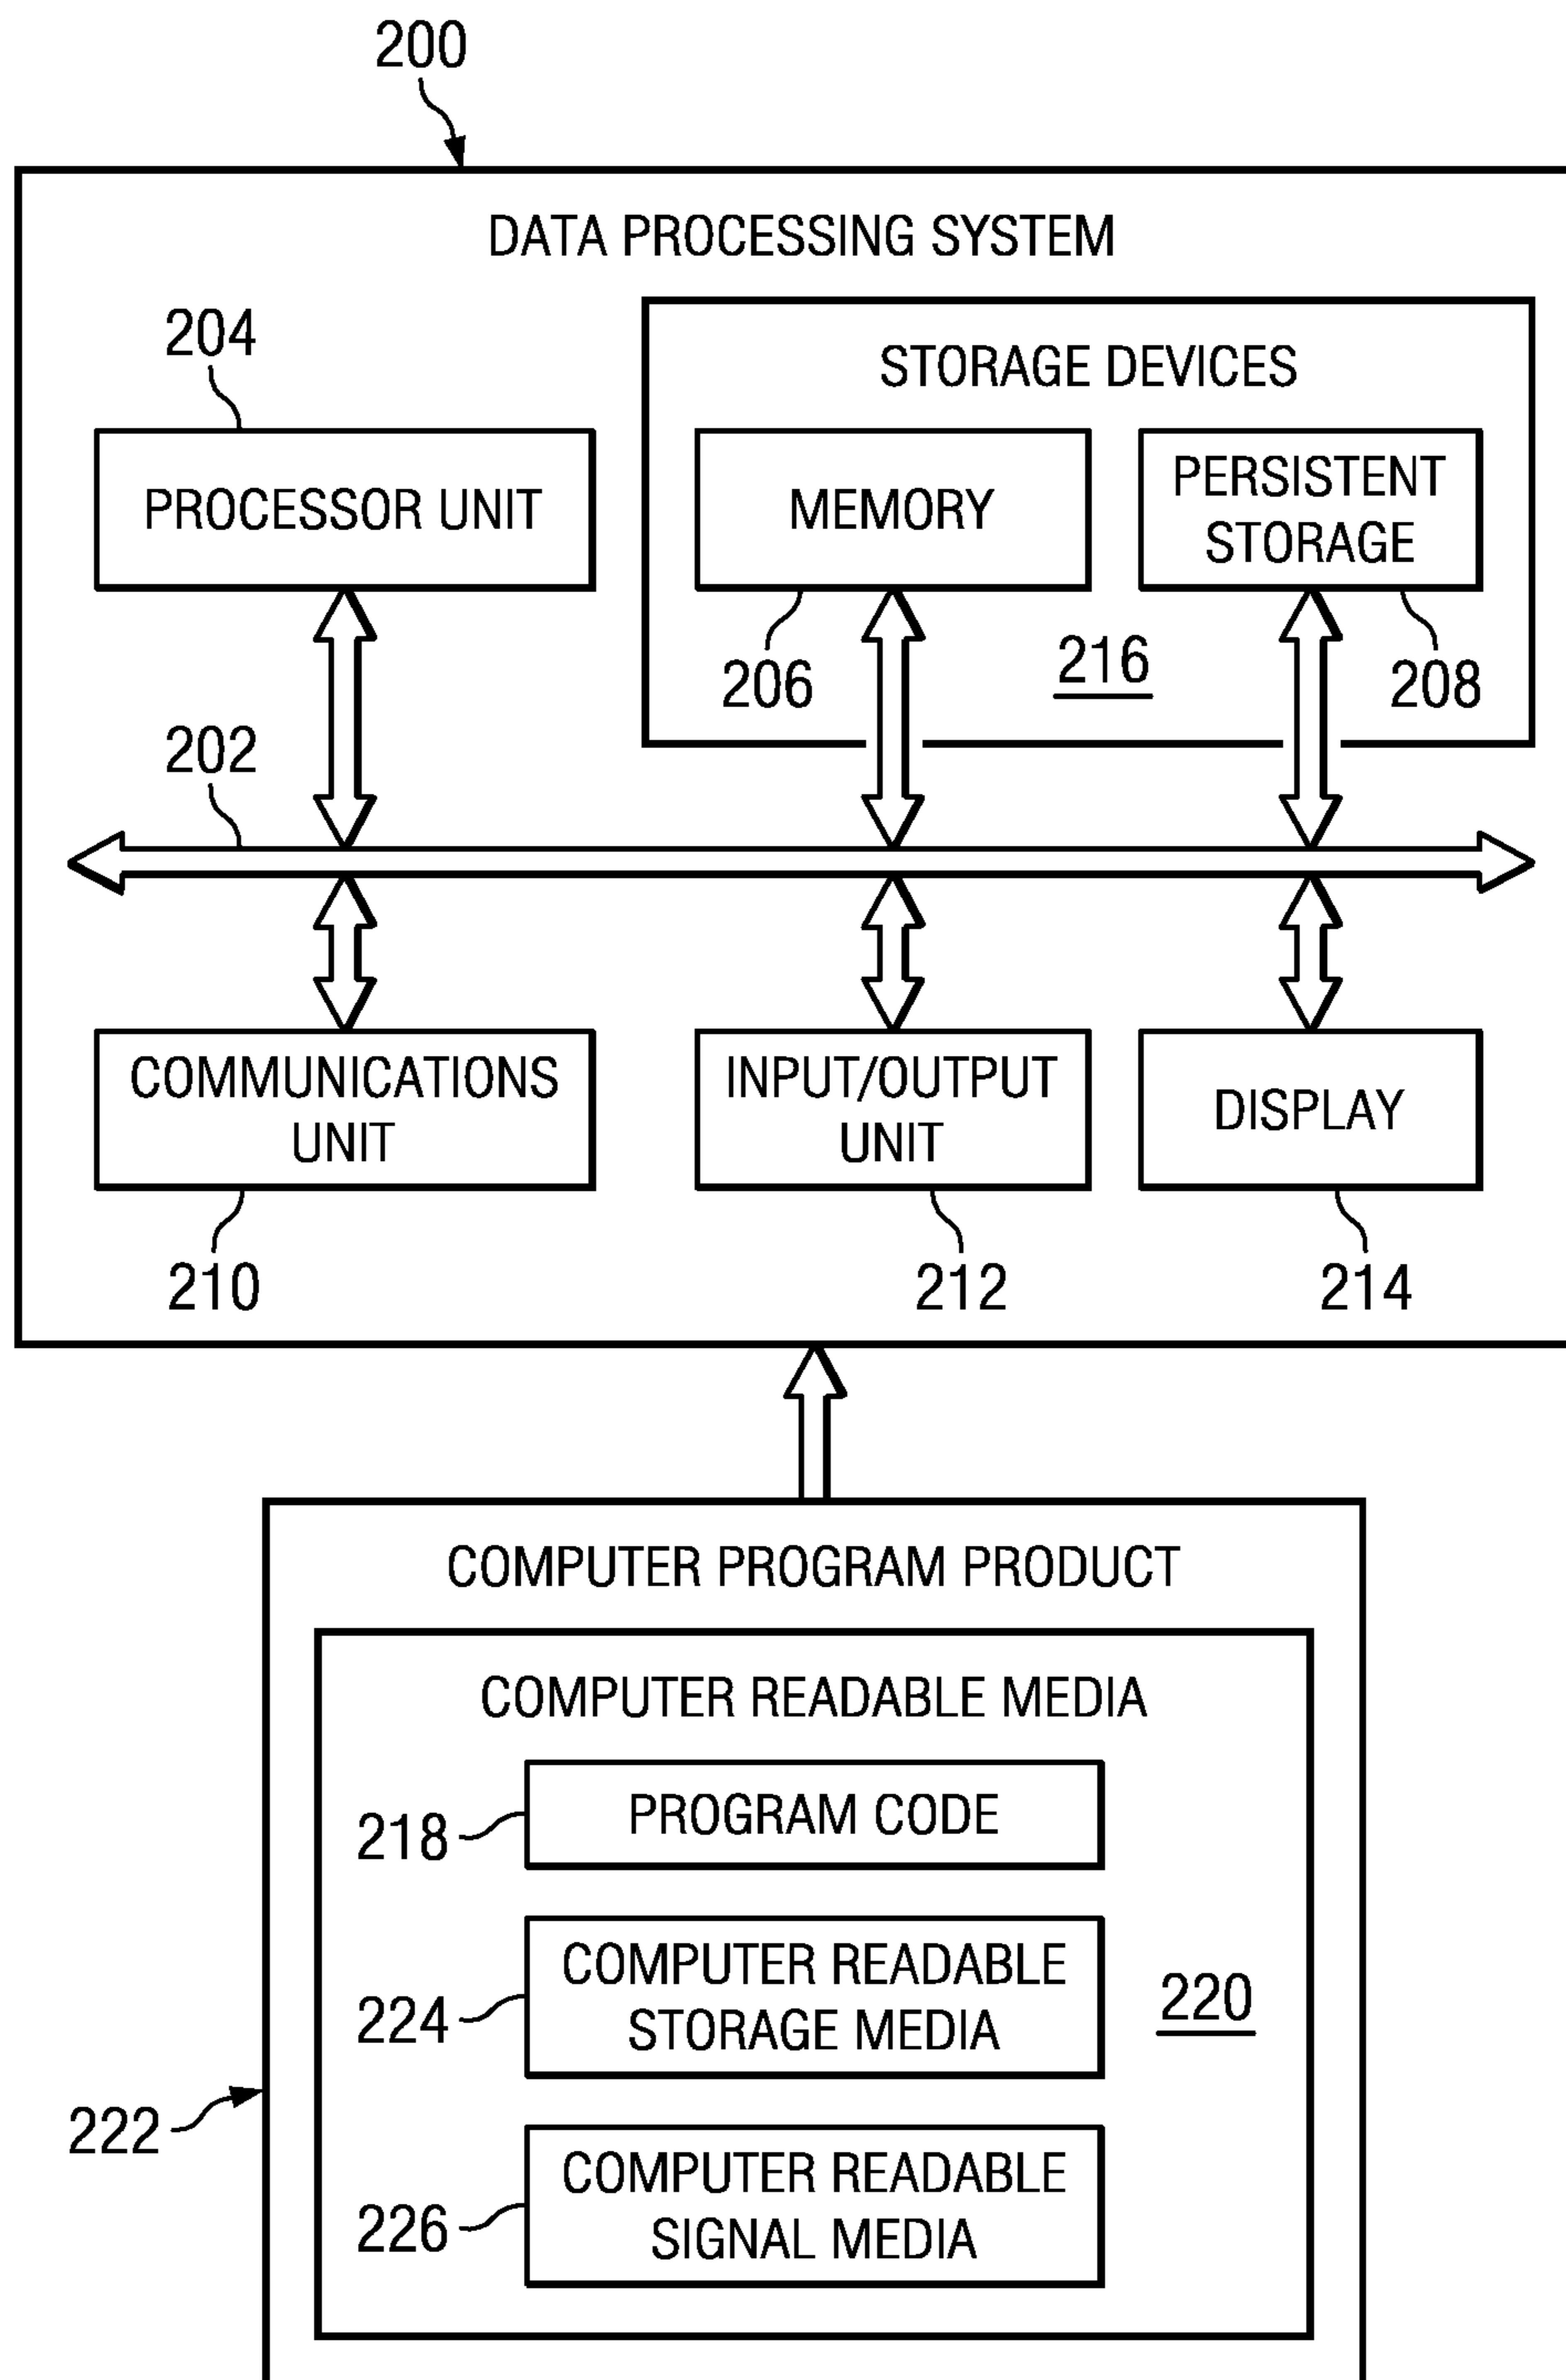 200
DATA PROCESSING SYSTEM
204
STORAGE DEVICES
PROCESSOR UNIT
MEMORY
PERSISTENT
STORAGE
206
216
208
202
COMMUNICATIONS
UNIT
INPUT/OUTPUT
UNIT
DISPLAY
210
212
214
COMPUTER PROGRAM PRODUCT
COMPUTER READABLE MEDIA
218
PROGRAM CODE
224
COMPUTER READABLE
STORAGE MEDIA
220
222
226
COMPUTER READABLE
SIGNAL MEDIA